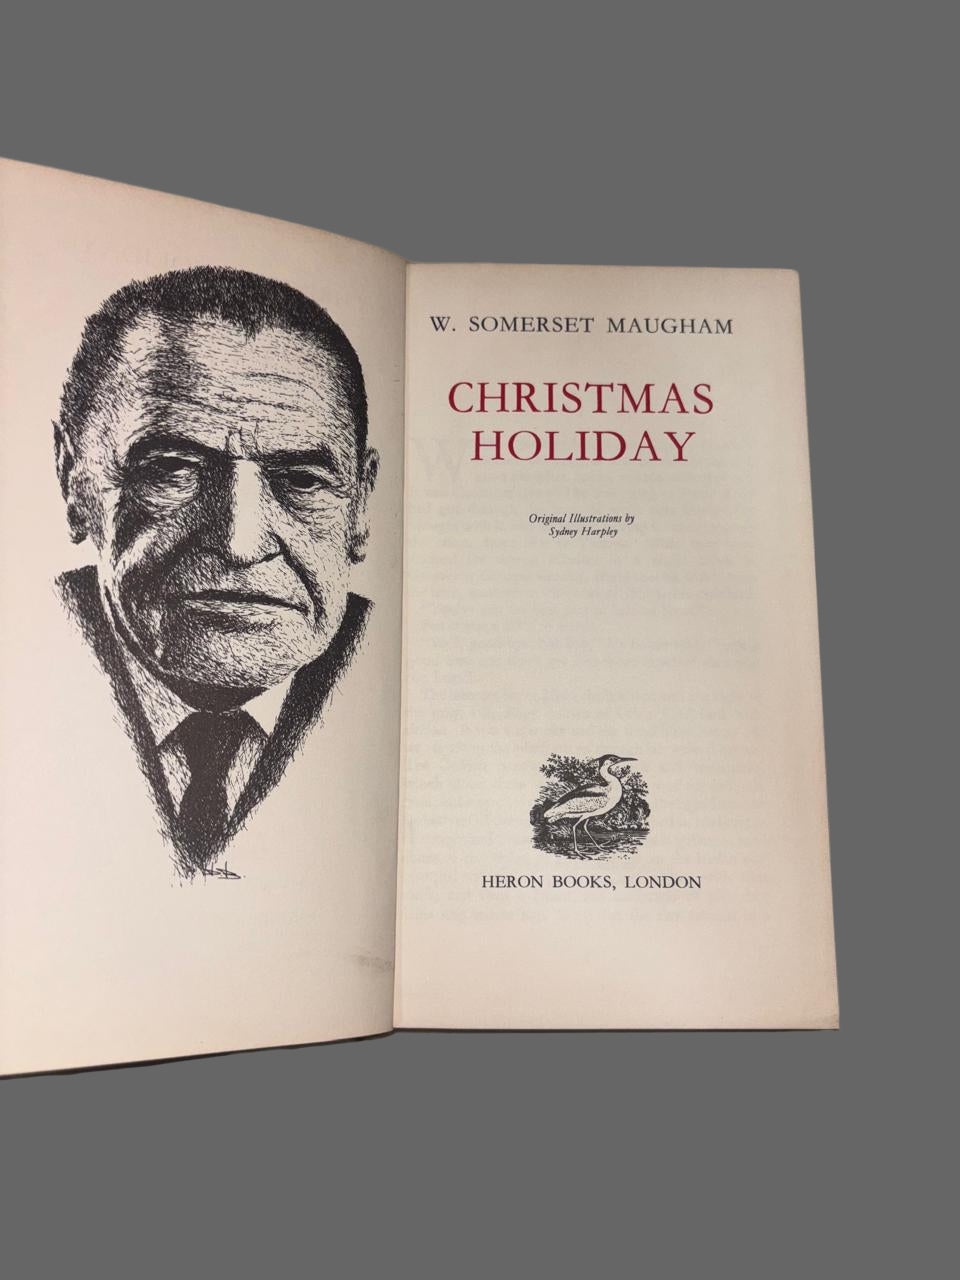 W. SOMERSET MAUGHAM
CHRISTMAS
HOLIDAY
Original Illustrations by
Sydney Harpley
HERON BOOKS, LONDON